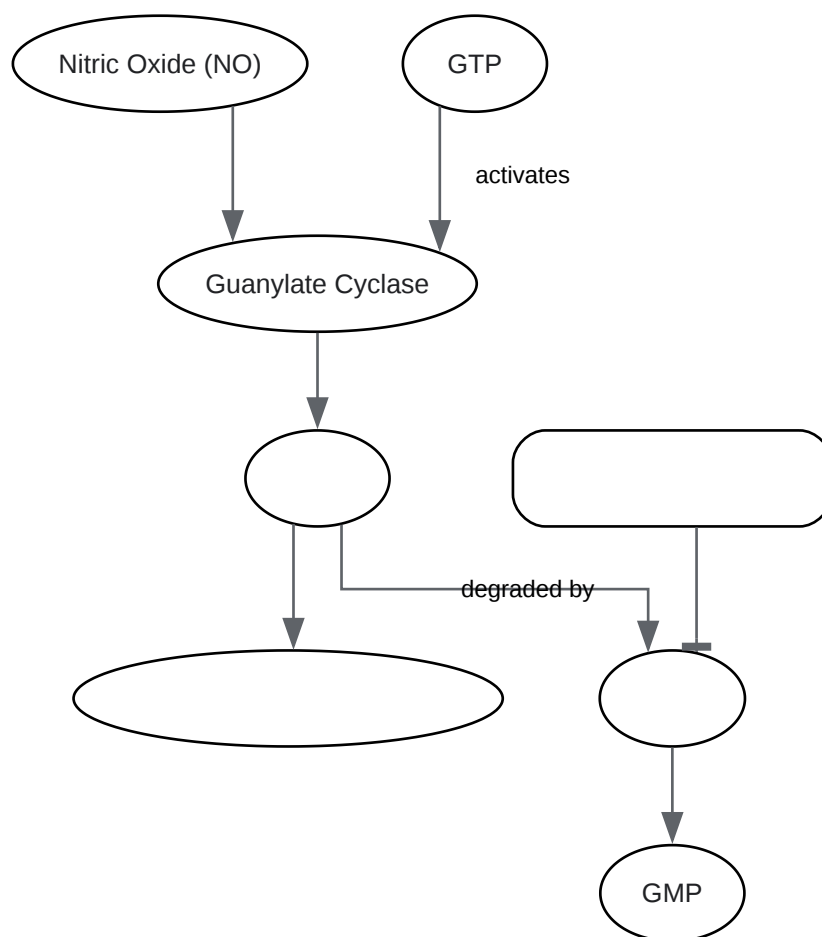 Nitric Oxide (NO)
GTP
activates
Guanylate Cyclase
degraded by
GMP